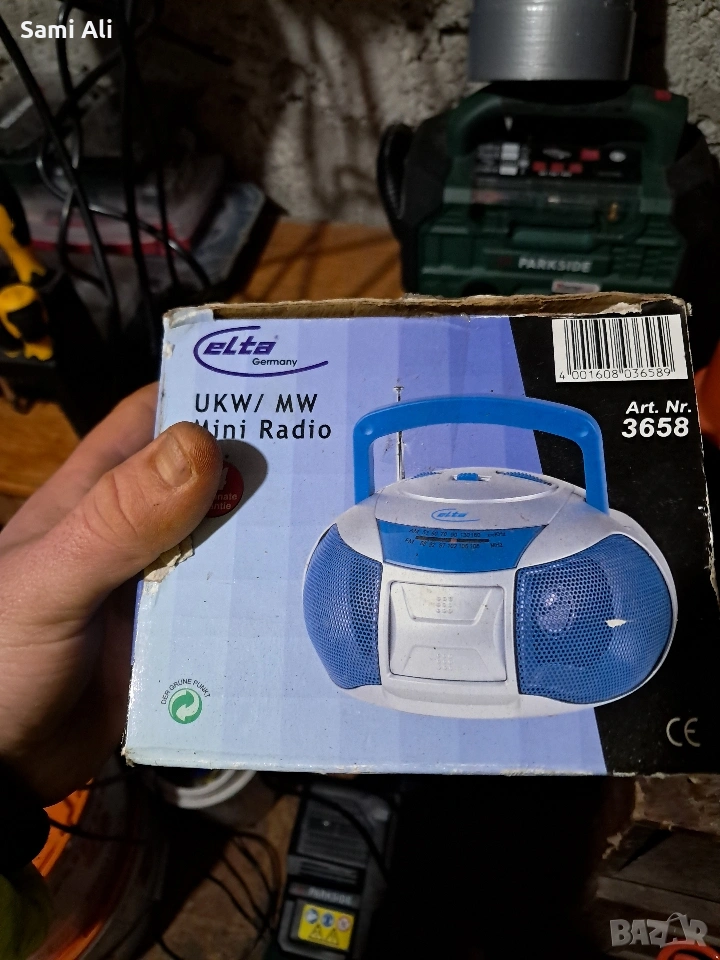 Sami Ali
PARKSIDE
elta
Germany
UKW/ MW
Mini Radio
4 001608 036589
Art. Nr.
3658
elta
DER GRÜNE PUNKT
CE
PARKSIDE
BAZAR